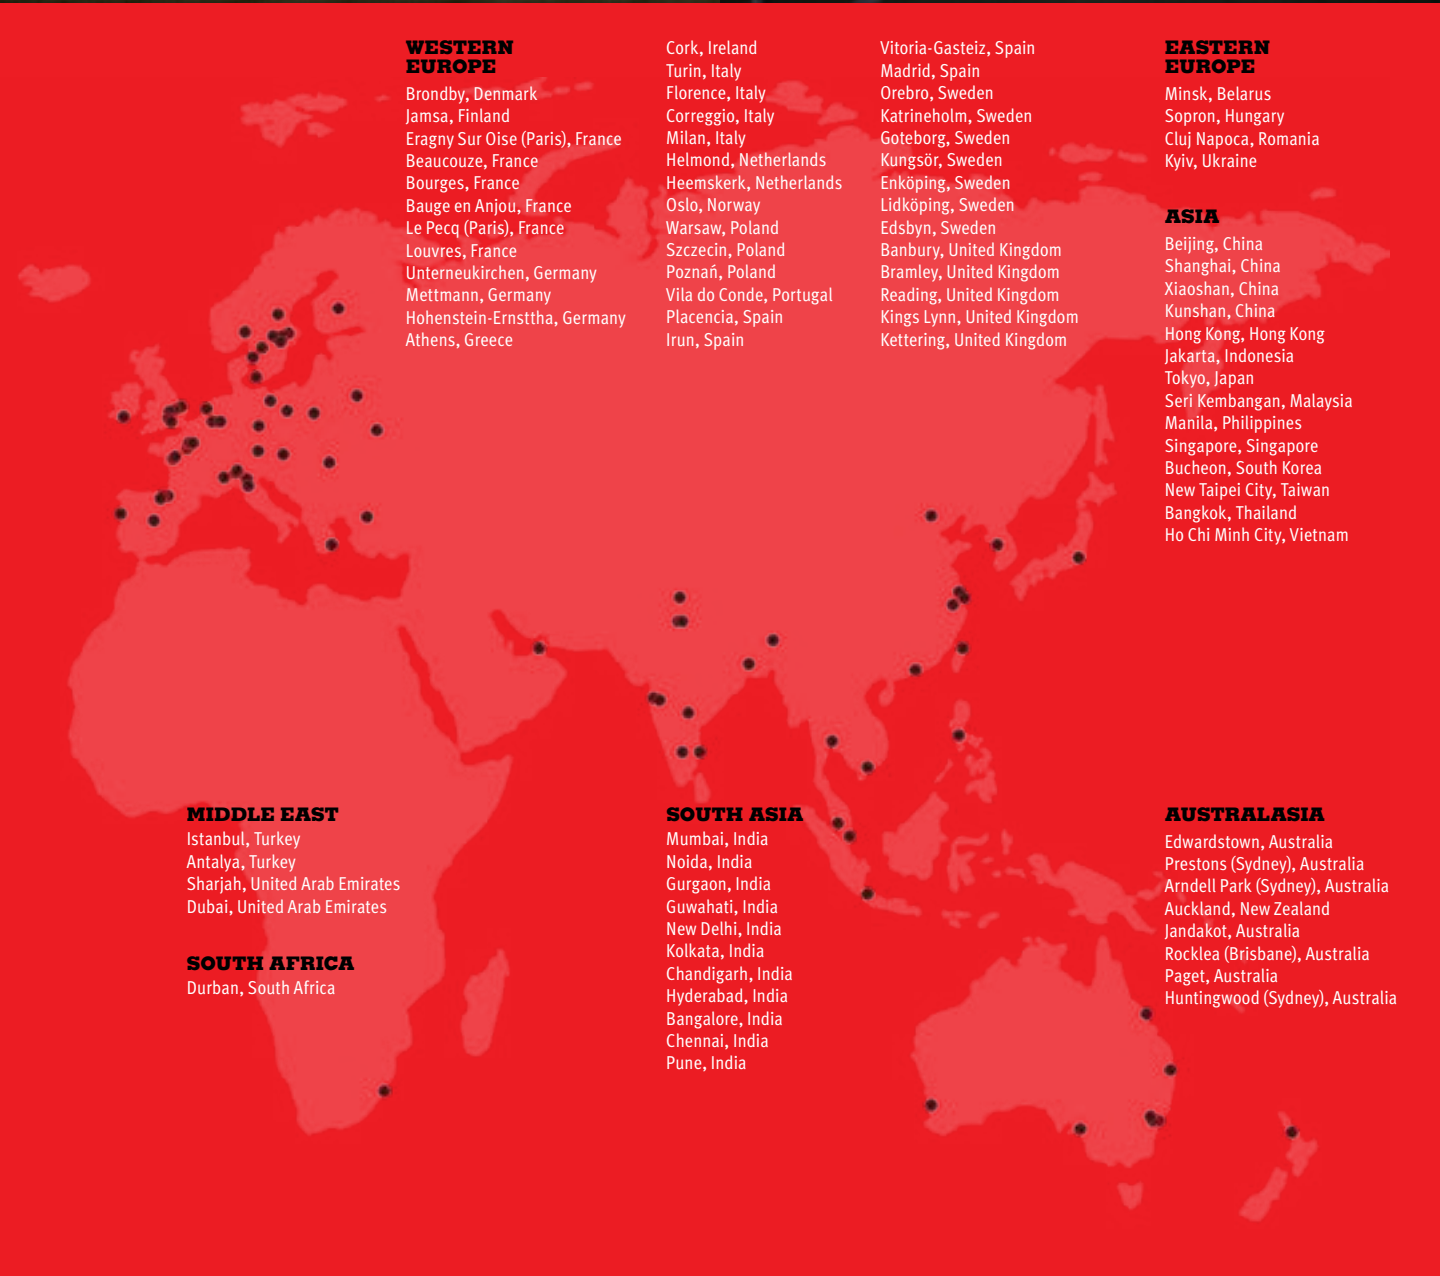 WESTERN
EUROPE
Brondby, Denmark
Jamsa, Finland
Eragny Sur Oise (Paris), France
Beaucouze, France
Bourges, France
Bauge en Anjou, France
Le Pecq (Paris), France
Louvres, France
Unterneukirchen, Germany
Mettmann, Germany
Hohenstein-Ernsttha, Germany
Athens, Greece
Cork, Ireland
Turin, Italy
Florence, Italy
Correggio, Italy
Milan, Italy
Helmond, Netherlands
Heemskerk, Netherlands
Oslo, Norway
Warsaw, Poland
Szczecin, Poland
Poznań, Poland
Vila do Conde, Portugal
Placencia, Spain
Irun, Spain
Vitoria-Gasteiz, Spain
Madrid, Spain
Orebro, Sweden
Katrineholm, Sweden
Goteborg, Sweden
Kungsör, Sweden
Enköping, Sweden
Lidköping, Sweden
Edsbyn, Sweden
Banbury, United Kingdom
Bramley, United Kingdom
Reading, United Kingdom
Kings Lynn, United Kingdom
Kettering, United Kingdom
EASTERN
EUROPE
Minsk, Belarus
Sopron, Hungary
Cluj Napoca, Romania
Kyiv, Ukraine
ASIA
Beijing, China
Shanghai, China
Xiaoshan, China
Kunshan, China
Hong Kong, Hong Kong
Jakarta, Indonesia
Tokyo, Japan
Seri Kembangan, Malaysia
Manila, Philippines
Singapore, Singapore
Bucheon, South Korea
New Taipei City, Taiwan
Bangkok, Thailand
Ho Chi Minh City, Vietnam
MIDDLE EAST
Istanbul, Turkey
Antalya, Turkey
Sharjah, United Arab Emirates
Dubai, United Arab Emirates
SOUTH AFRICA
Durban, South Africa
SOUTH ASIA
Mumbai, India
Noida, India
Gurgaon, India
Guwahati, India
New Delhi, India
Kolkata, India
Chandigarh, India
Hyderabad, India
Bangalore, India
Chennai, India
Pune, India
AUSTRALASIA
Edwardstown, Australia
Prestons (Sydney), Australia
Arndell Park (Sydney), Australia
Auckland, New Zealand
Jandakot, Australia
Rocklea (Brisbane), Australia
Paget, Australia
Huntingwood (Sydney), Australia